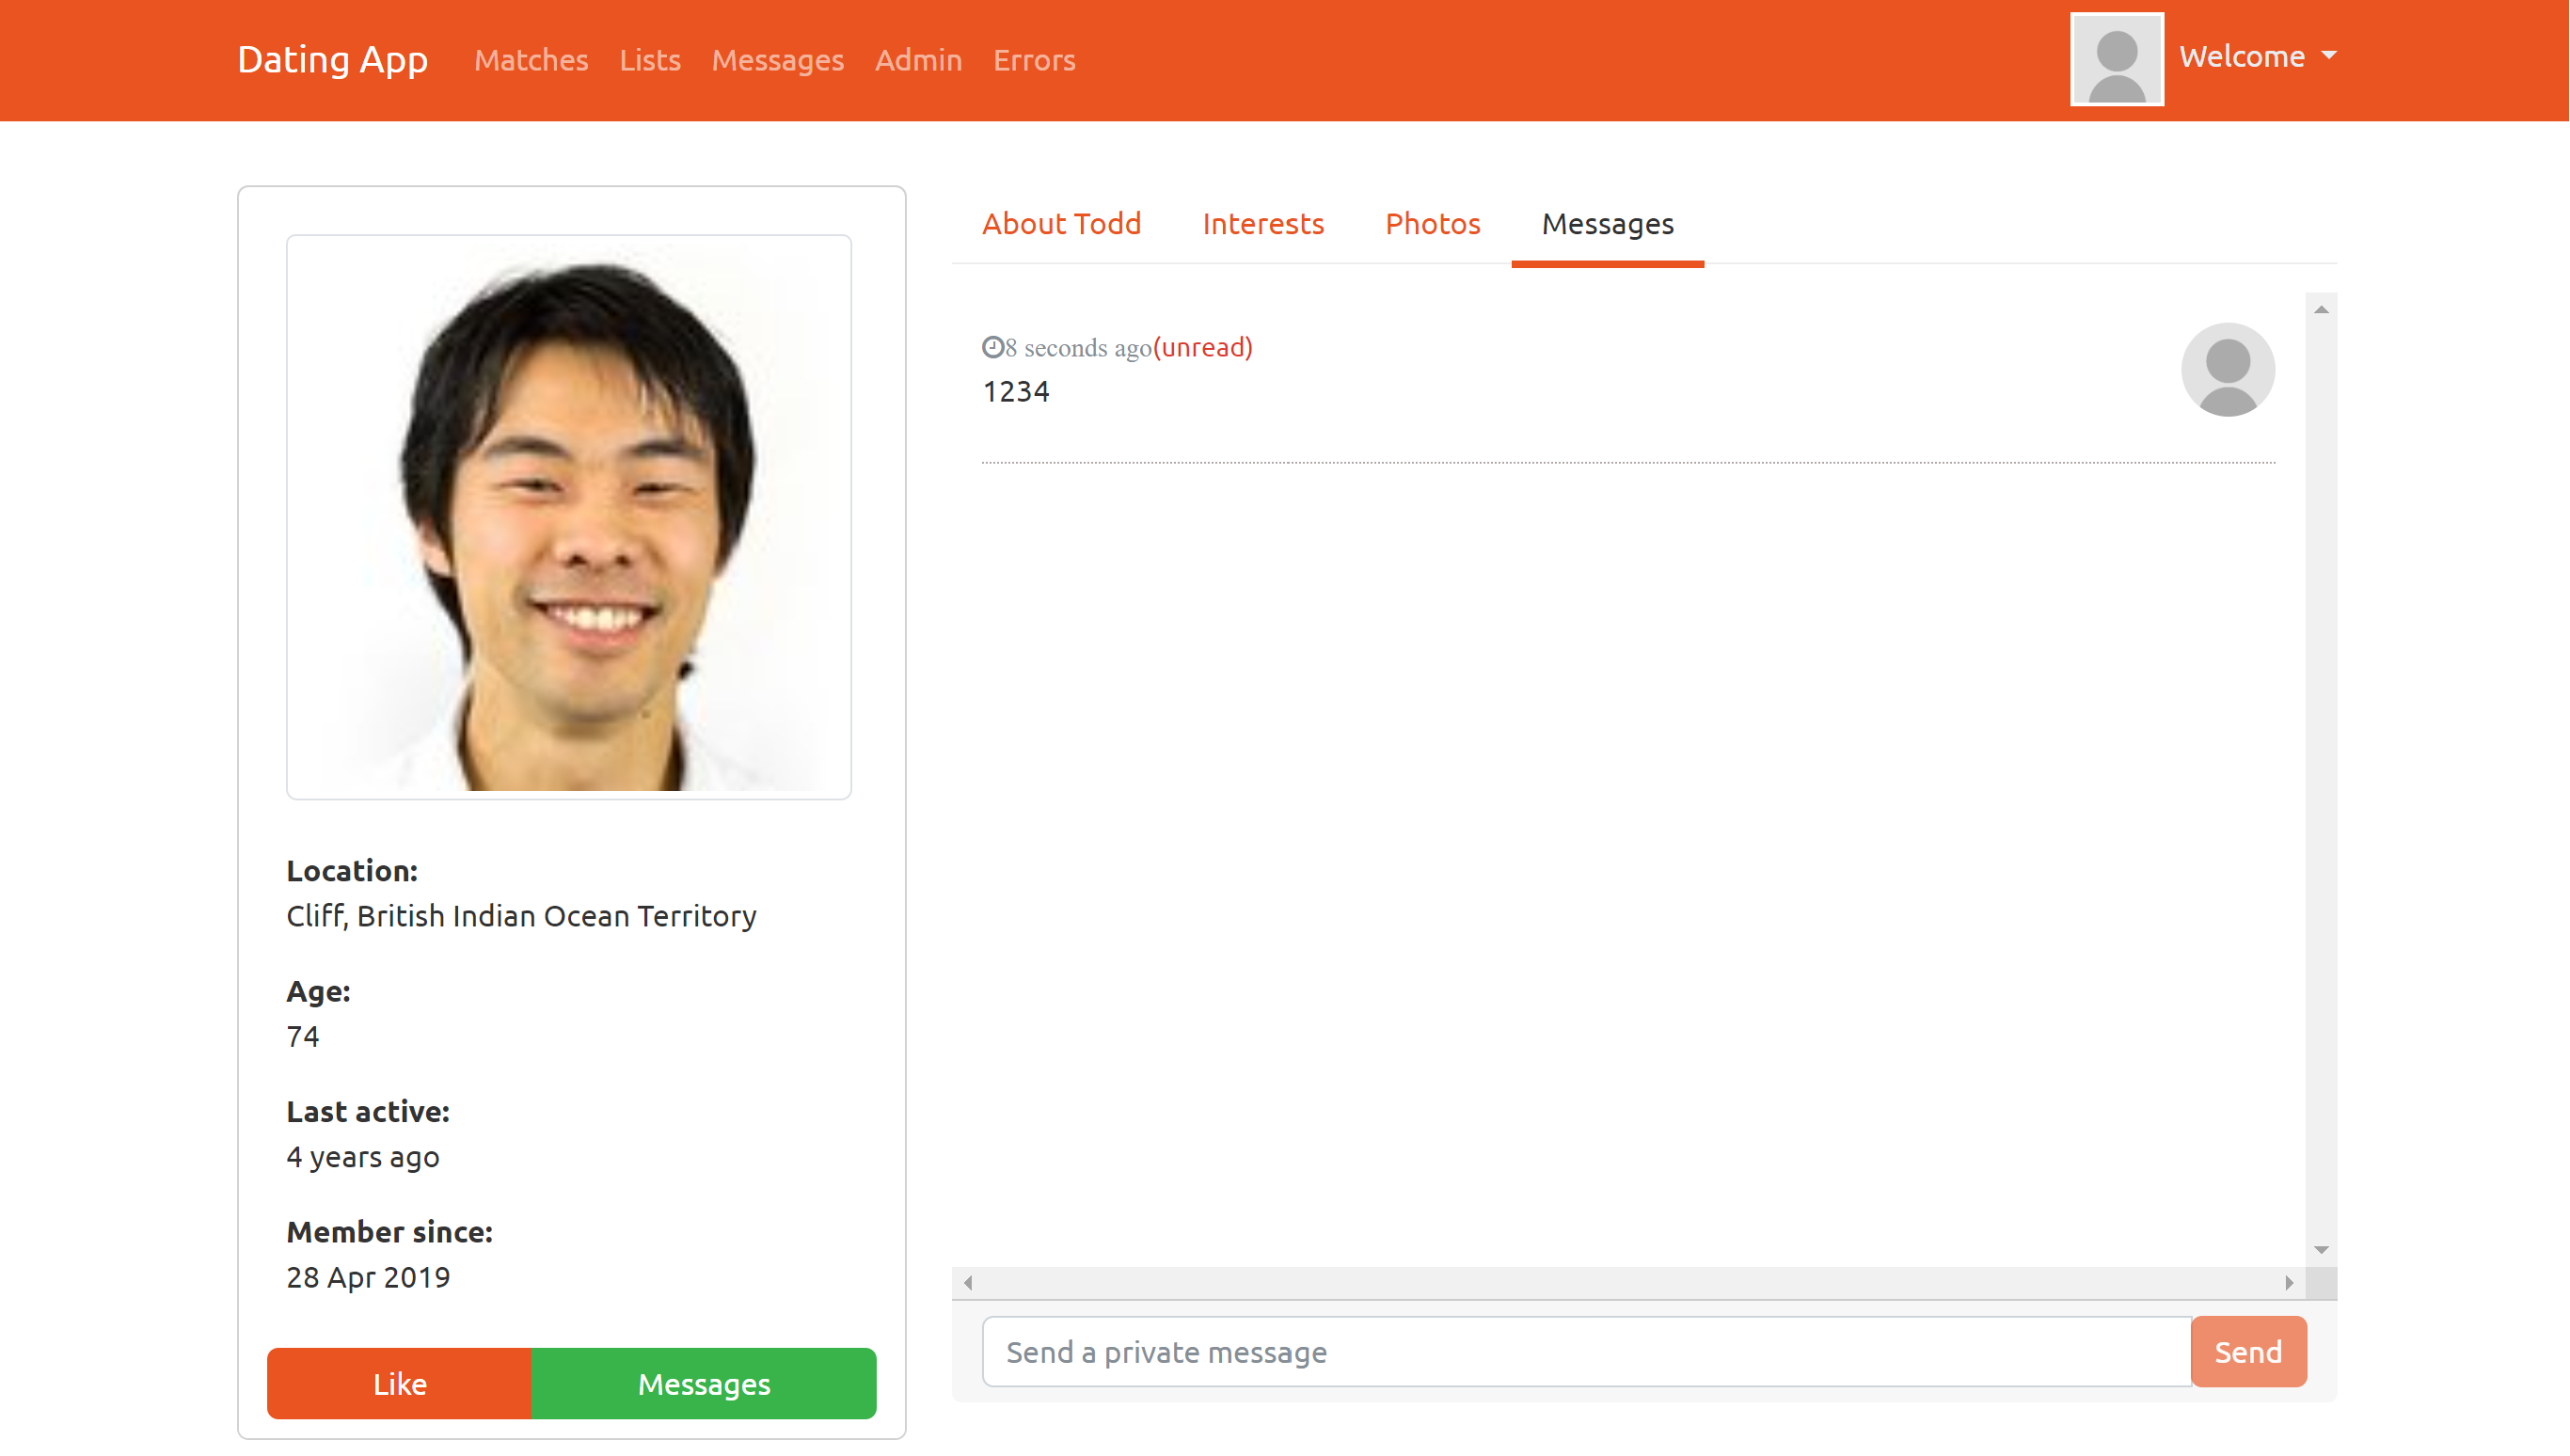 Dating App Matches Lists Messages Admin Errors Welcome
About Todd Interests Photos Messages
8 seconds ago(unread)
1234
Location:
Cliff, British Indian Ocean Territory
Age:
74
Last active:
4 years ago
Member since:
28 Apr 2019
Like Messages
Send a private message Send